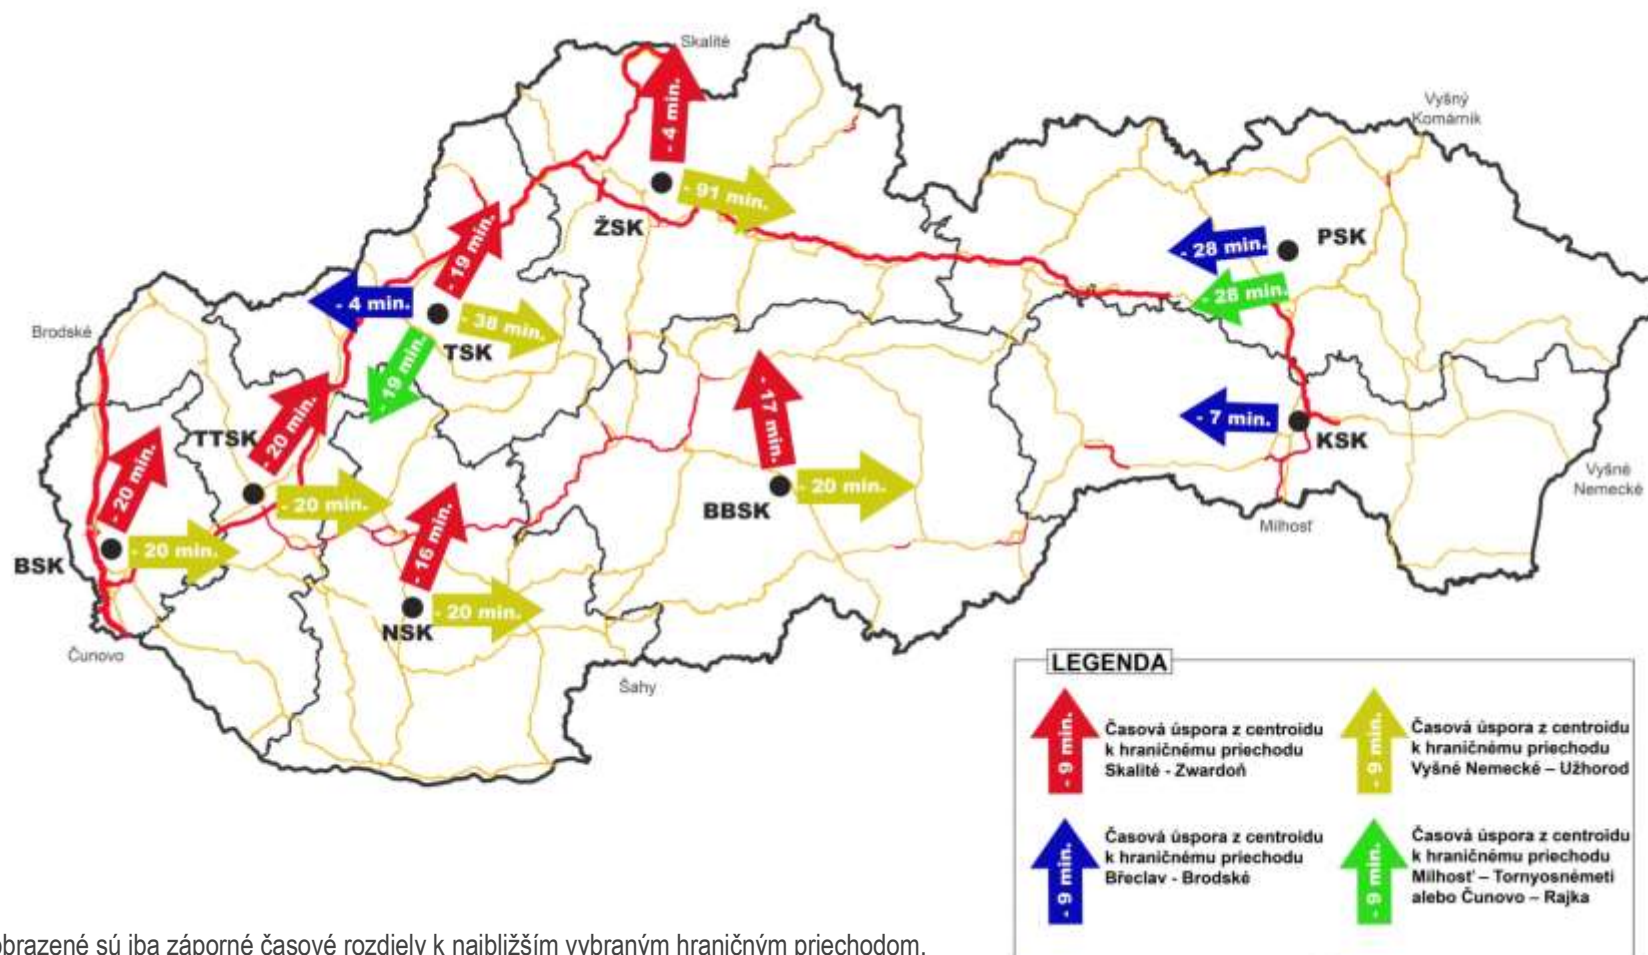 Skalité
Vyšný
Komárnik
- 4 min.
- 91 min.
ŽSK
- 19 min.
- 28 min.
PSK
- 28 min.
- 4 min.
Brodské
- 38 min.
TSK
- 19 min.
- 20 min.
TTSK
- 17 min.
- 7 min.
KSK
- 20 min.
Vyšné
Nemecké
- 20 min.
- 20 min.
BBSK
- 16 min.
Milhosť
- 20 min.
BSK
- 20 min.
NSK
Čunovo
Šahy
LEGENDA
- 9 min.
Časová úspora z centroidu
k hraničnému priechodu
Skalité - Zwardoň
- 9 min.
Časová úspora z centroidu
k hraničnému priechodu
Vyšné Nemecké – Užhorod
- 9 min.
Časová úspora z centroidu
k hraničnému priechodu
Břeclav - Brodské
- 9 min.
Časová úspora z centroidu
k hraničnému priechodu
Milhosť – Tornyosnémeti
alebo Čunovo – Rajka
obrazené sú iba záporné časové rozdiely k najbližším vybraným hraničným priechodom.